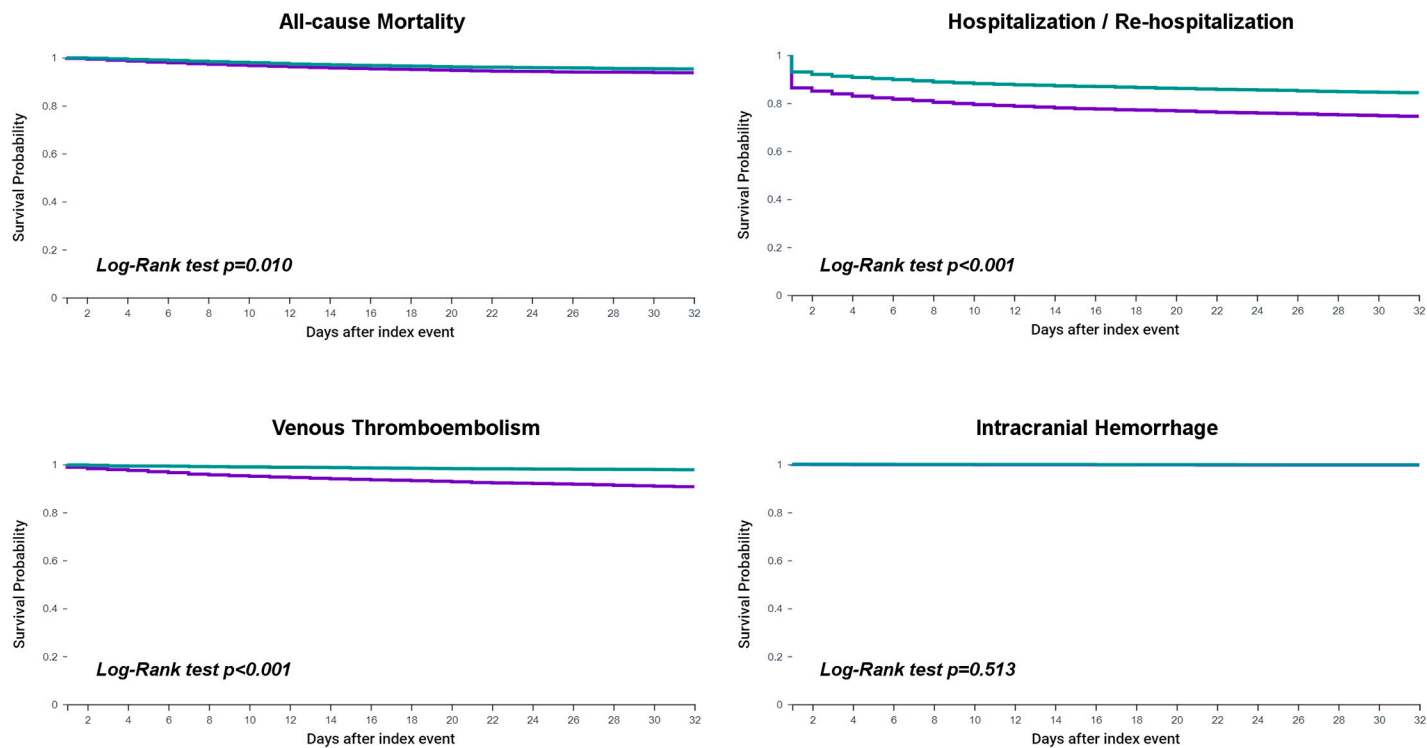 All-cause Mortality
Survival Probability
1
0.8
0.6
0.4
0.2
0
Log-Rank test p=0.010
2 4 6 8 10 12 14 16 18 20 22 24 26 28 30 32
Days after index event
Hospitalization / Re-hospitalization
Survival Probability
1
0.8
0.6
0.4
0.2
0
Log-Rank test p<0.001
2 4 6 8 10 12 14 16 18 20 22 24 26 28 30 32
Days after index event
Venous Thromboembolism
Survival Probability
1
0.8
0.6
0.4
0.2
0
Log-Rank test p<0.001
2 4 6 8 10 12 14 16 18 20 22 24 26 28 30 32
Days after index event
Intracranial Hemorrhage
Survival Probability
1
0.8
0.6
0.4
0.2
0
Log-Rank test p=0.513
2 4 6 8 10 12 14 16 18 20 22 24 26 28 30 32
Days after index event